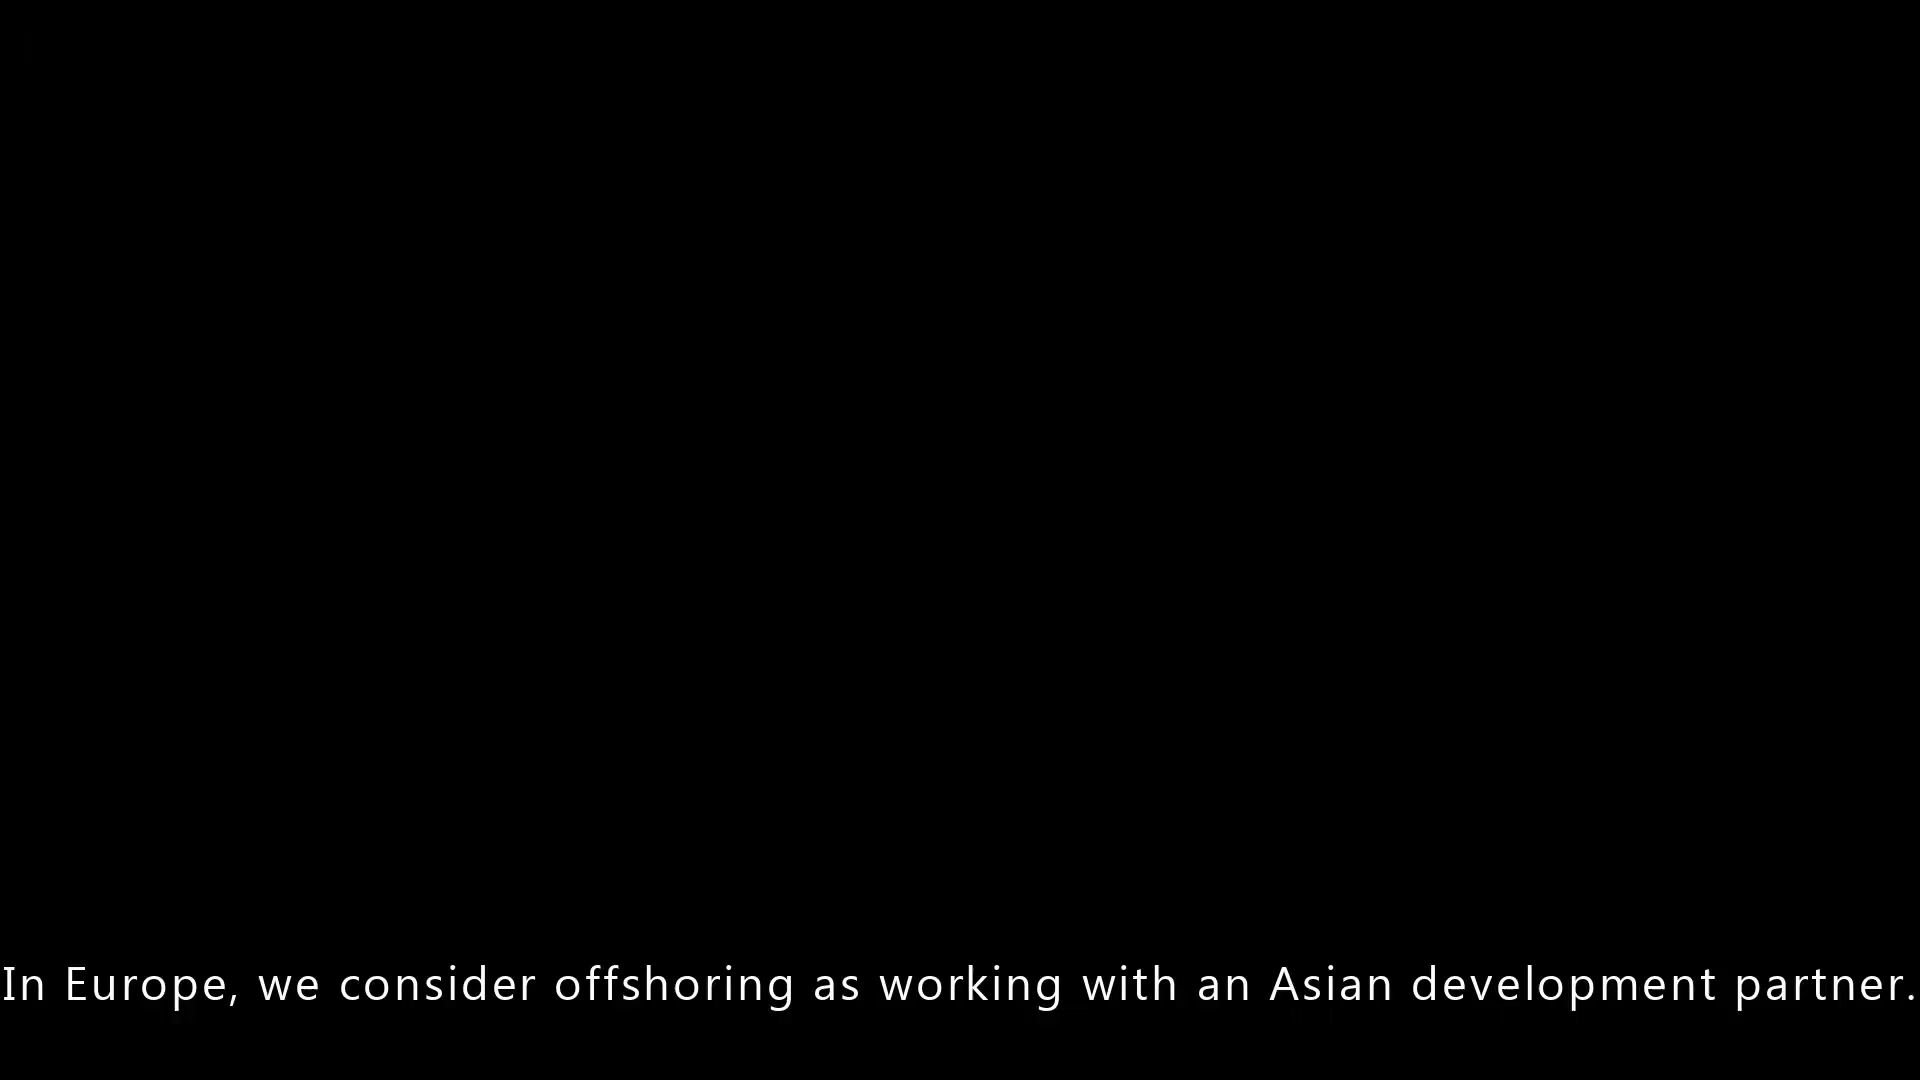 In Europe, we consider offshoring as working with an Asian development partner.